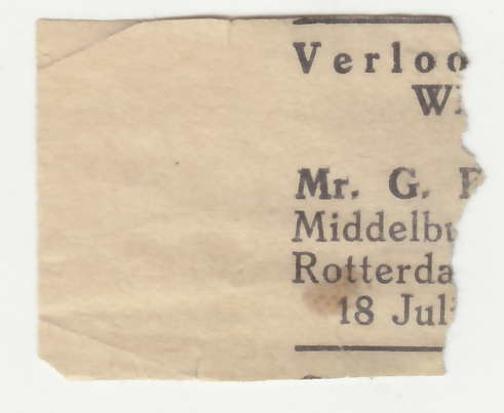 Verloo
W
Mr. G.
Middelbu
Rotterda
18 Jul